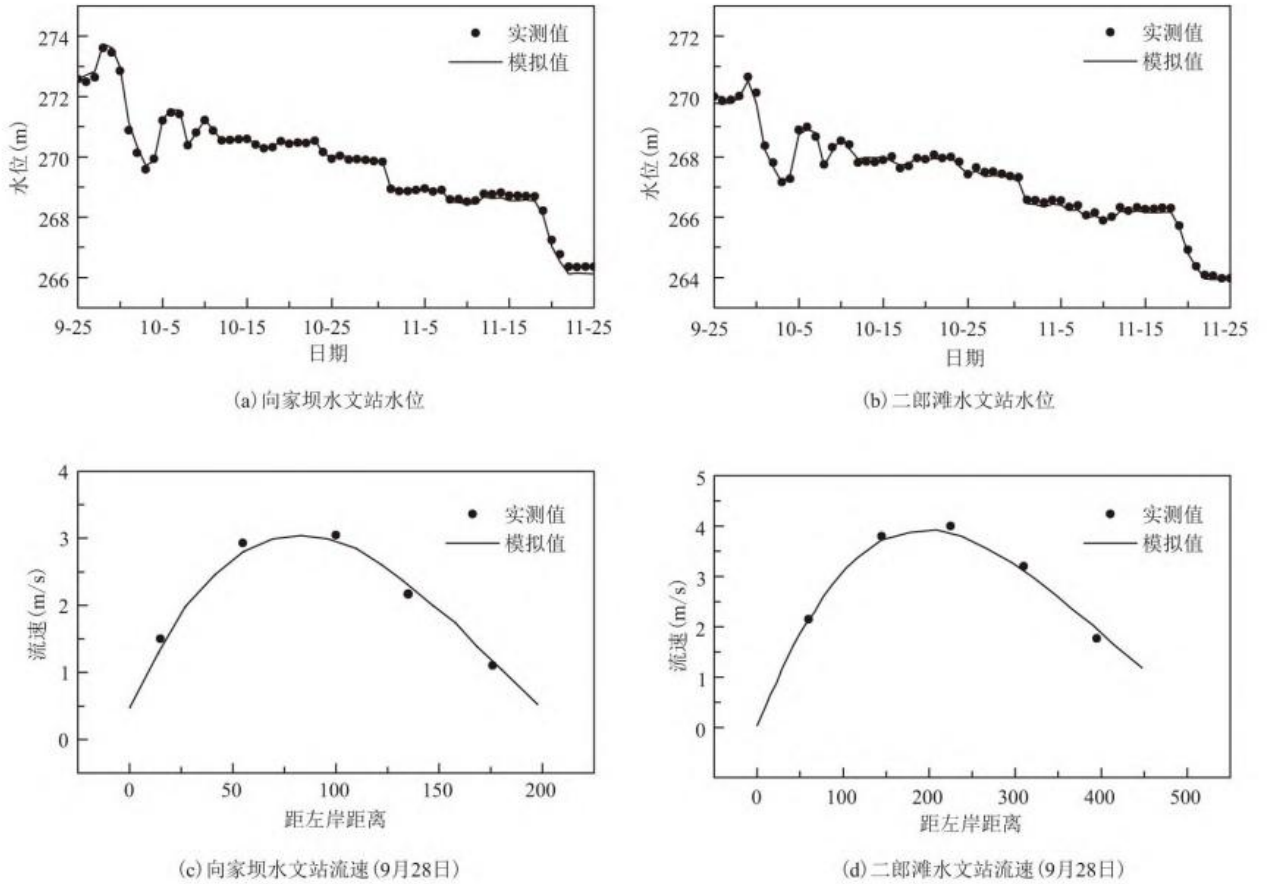 274
272
270
268
266
水位(m)
实测值
模拟值
9-25
10-5
10-15
10-25
11-5
11-15
11-25
日期
(a)向家坝水文站水位
272
270
268
266
264
水位(m)
实测值
模拟值
9-25
10-5
10-15
10-25
11-5
11-15
11-25
日期
(b)二郎滩水文站水位
4
3
2
1
0
流速(m/s)
实测值
模拟值
0
50
100
150
200
距左岸距离
(c)向家坝水文站流速(9月28日)
5
4
3
2
1
0
流速(m/s)
实测值
模拟值
0
100
200
300
400
500
距左岸距离
(d)二郎滩水文站流速(9月28日)